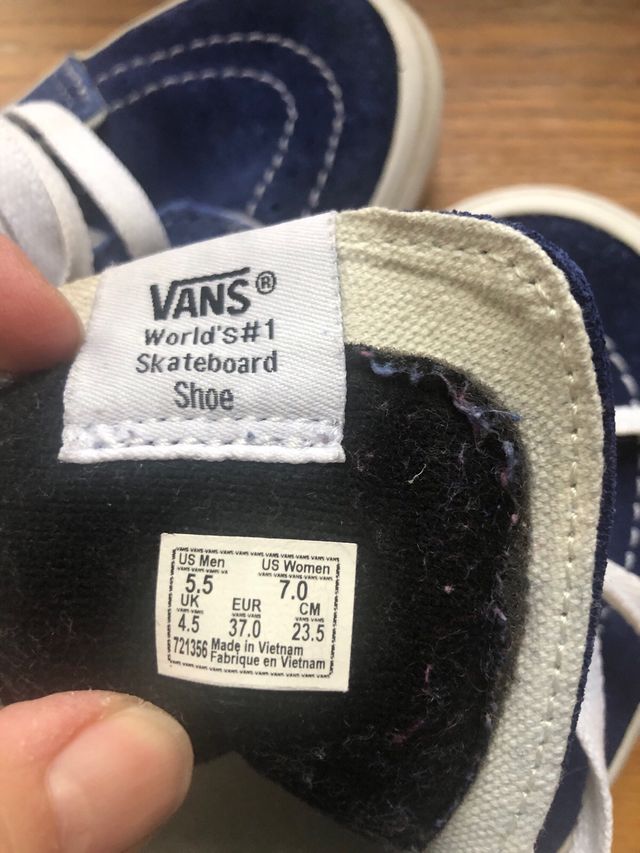 VANS®
World's#1
Skateboard
Shoe
US Men US Women
5.5 7.0
UK EUR CM
4.5 37.0 23.5
721356 Made in Vietnam
Fabrique en Vietnam